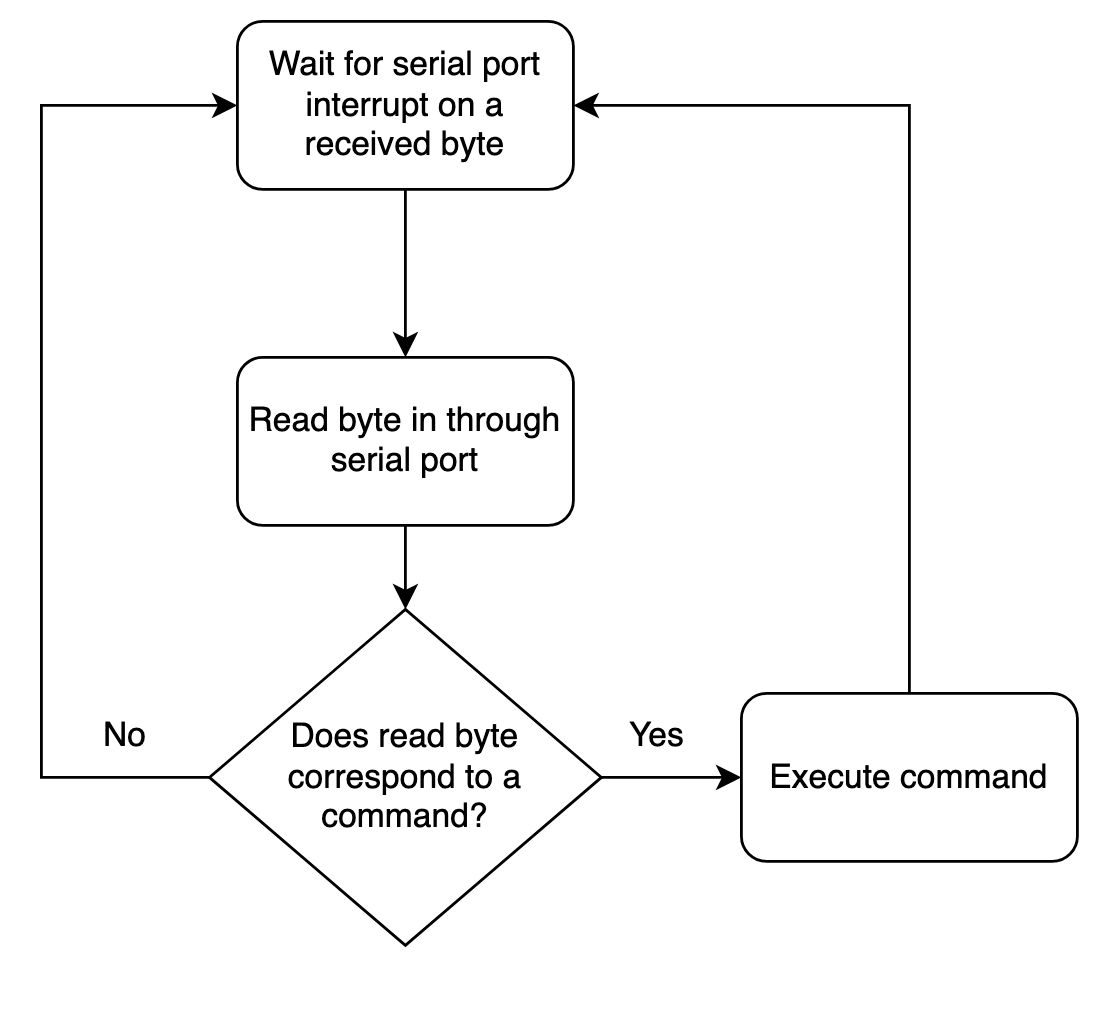 Wait for serial port
interrupt on a
received byte
Read byte in through
serial port
No
Does read byte
correspond to a
command?
Yes
Execute command